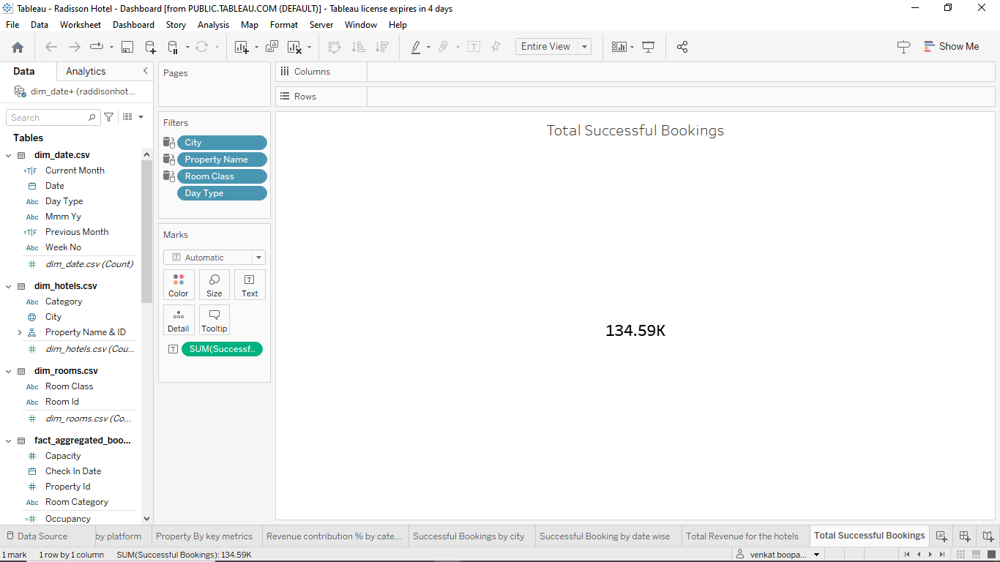 Tableau - Radisson Hotel - Dashboard [from PUBLIC.TABLEAU.COM (DEFAULT)] - Tableau license expires in 4 days
File Data Worksheet Dashboard Story Analysis Map Format Server Window Help
Entire View
Show Me
Data Analytics
dim_date+ (raddisonhot...
Search
Tables
dim_date.csv
=T|F Current Month
Date
Abc Day Type
Abc Mmm Yy
=T|F Previous Month
Abc Week No
dim_date.csv (Count)
dim_hotels.csv
Abc Category
City
Property Name & ID
dim_hotels.csv (Cou...
dim_rooms.csv
Abc Room Class
Abc Room Id
dim_rooms.csv (Co...
fact_aggregated_boo...
Capacity
Check In Date
Property Id
Abc Room Category
Occupancy
Pages
Filters
City
Property Name
Room Class
Day Type
Marks
Automatic
Color Size Text
Detail Tooltip
SUM(Successf..
Columns
Rows
Total Successful Bookings
134.59K
Data Source by platform Property By key metrics Revenue contribution % by cate... Successful Bookings by city Successful Booking by date wise Total Revenue for the hotels Total Successful Bookings
1 mark 1 row by 1 column SUM(Successful Bookings): 134.59K venkat boopa...